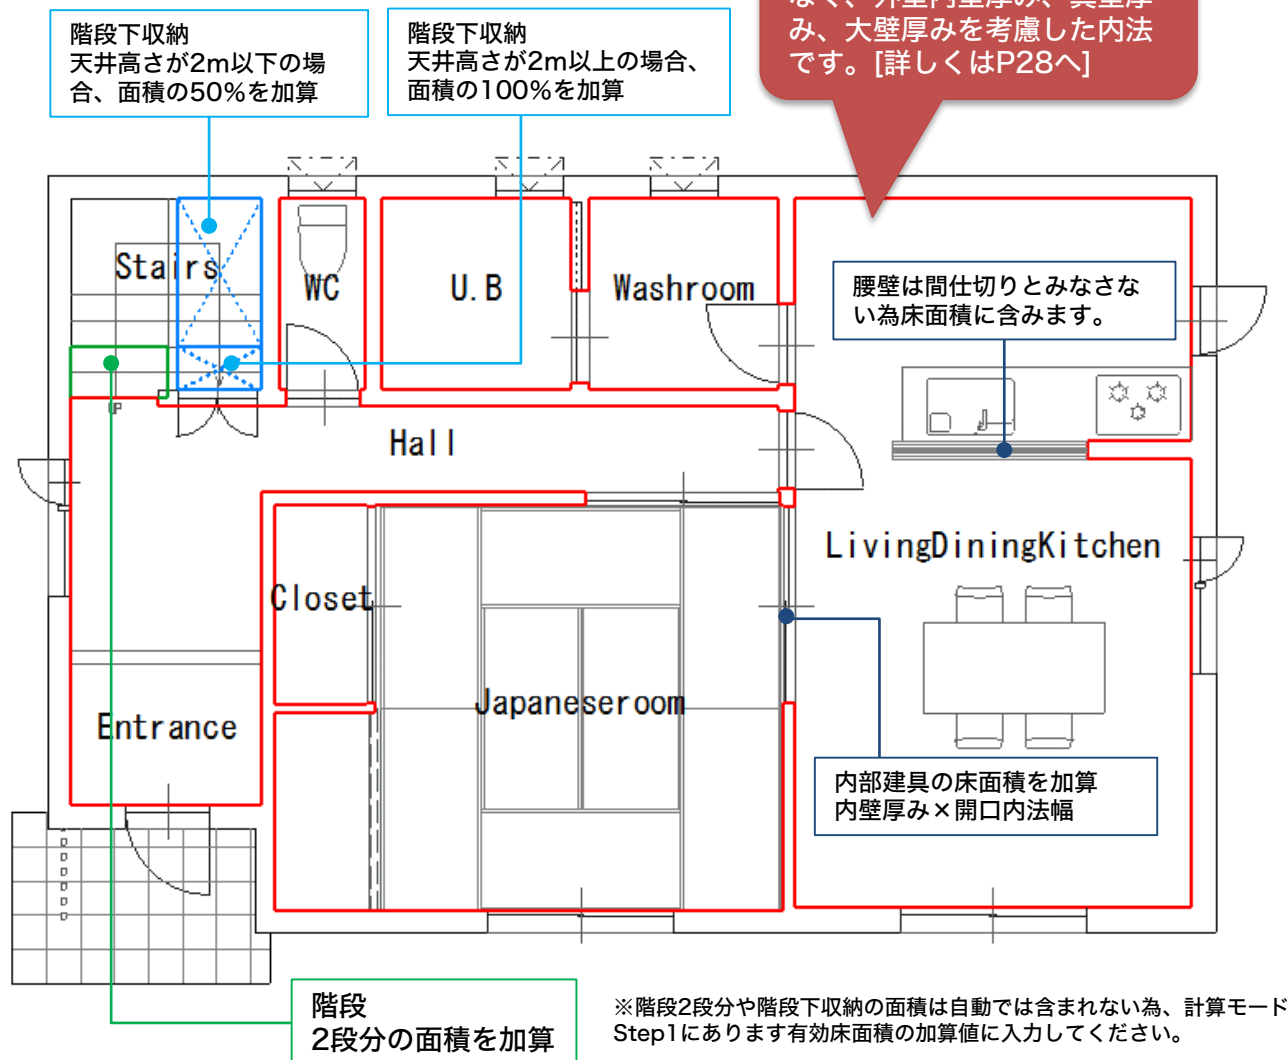 み、大壁厚みを考慮した内法
です。[詳しくはP28へ]
階段下収納
天井高さが2m以下の場
合、面積の50%を加算
階段下収納
天井高さが2m以上の場合、
面積の100%を加算
Stairs
WC
U.B
Washroom
腰壁は間仕切りとみなさな
い為床面積に含みます。
UP
Hall
LivingDiningKitchen
Closet
Japaneseroom
Entrance
内部建具の床面積を加算
内壁厚み×開口内法幅
階段
2段分の面積を加算
※階段2段分や階段下収納の面積は自動では含まれない為、計算モード
Step1にあります有効床面積の加算値に入力してください。